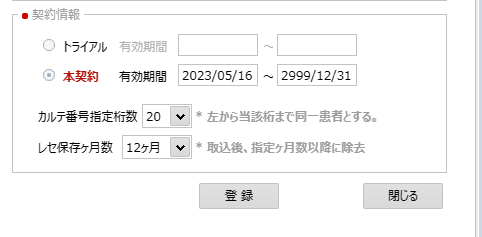 契約情報
トライアル 有効期間 ～
本契約 有効期間 2023/05/16 ～ 2999/12/31
カルテ番号指定桁数 20 * 左から当該桁まで同一患者とする。
レセ保存ヶ月数 12ヶ月 * 取込後、指定ヶ月数以降に除去
登 録 閉じる